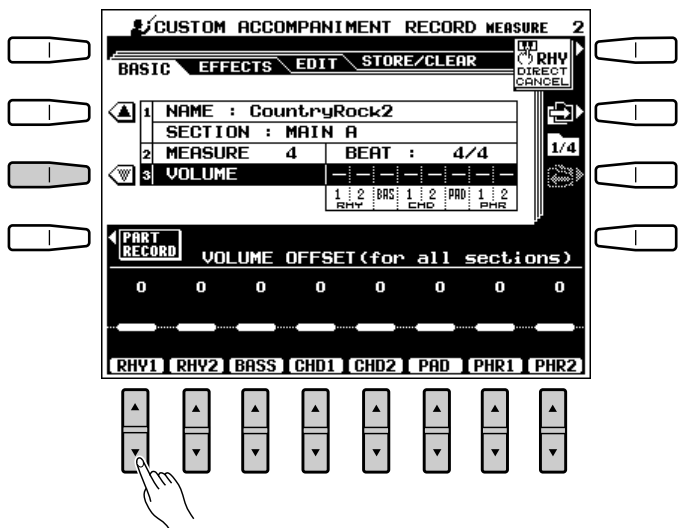 CUSTOM ACCOMPANIMENT RECORD MEASURE 2
BASIC EFFECTS EDIT STORE/CLEAR
RHY
DIRECT
CANCEL
1 NAME : CountryRock2
SECTION : MAIN A
2 MEASURE 4 BEAT : 4/4
1/4
3 VOLUME
1 2 BAS 1 2 PAD 1 2
RHY CHD PHR
PART
RECORD
VOLUME OFFSET(for all sections)
0 0 0 0 0 0 0 0
RHY1 RHY2 BASS CHD1 CHD2 PAD PHR1 PHR2